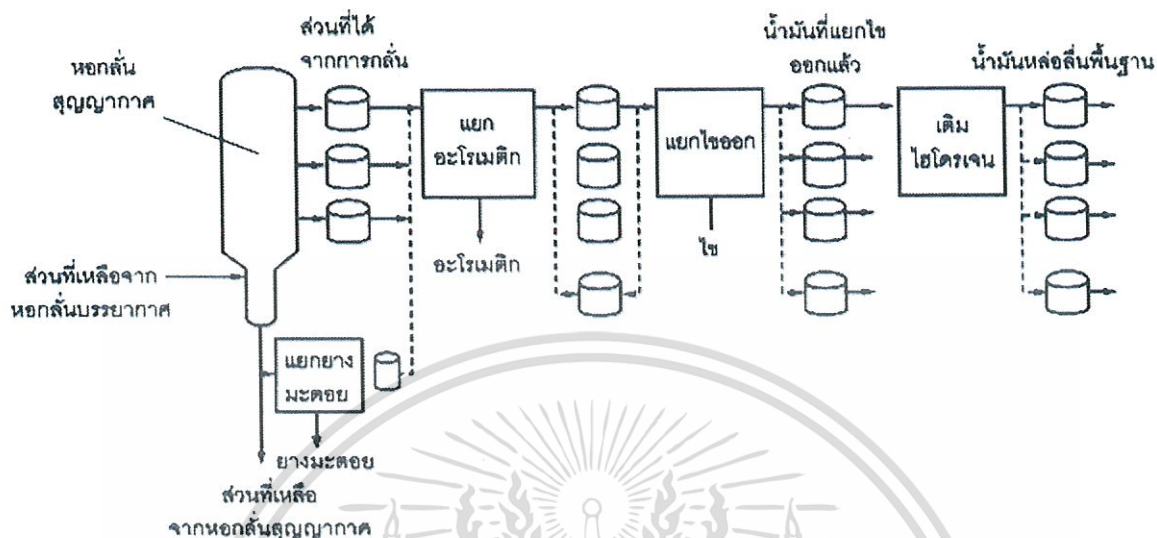 ส่วนที่ได้
จากการกลั่น
หอกลั่น
สุญญากาศ
น้ำมันที่แยกไข
ออกแล้ว
น้ำมันหล่อลื่นพื้นฐาน
แยก
อะโรเมติก
แยกไขออก
เติม
ไฮโดรเจน
อะโรเมติก
ไข
ส่วนที่เหลือจาก
หอกลั่นบรรยากาศ
แยกยาง
มะตอย
ยางมะตอย
ส่วนที่เหลือ
จากหอกลั่นสุญญากาศ